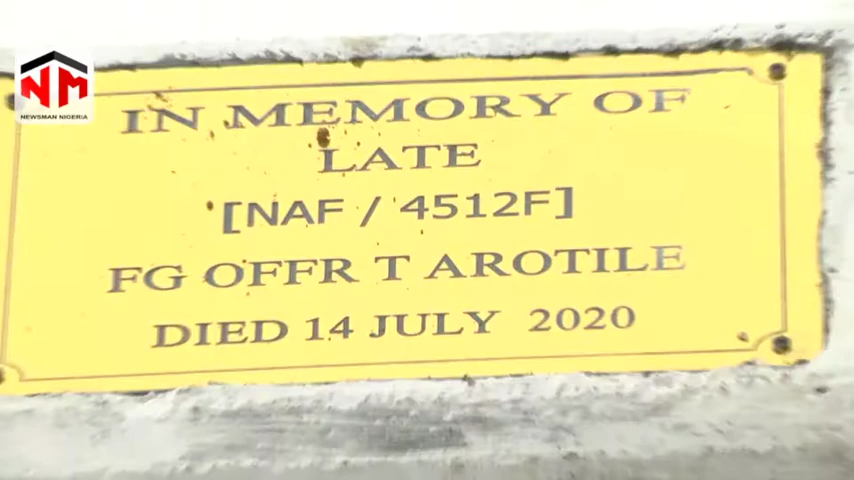 NM
NEWSMAN NIGERIA
IN MEMORY OF
LATE
[NAF / 4512F]
FG OFFR T AROTILE
DIED 14 JULY 2020